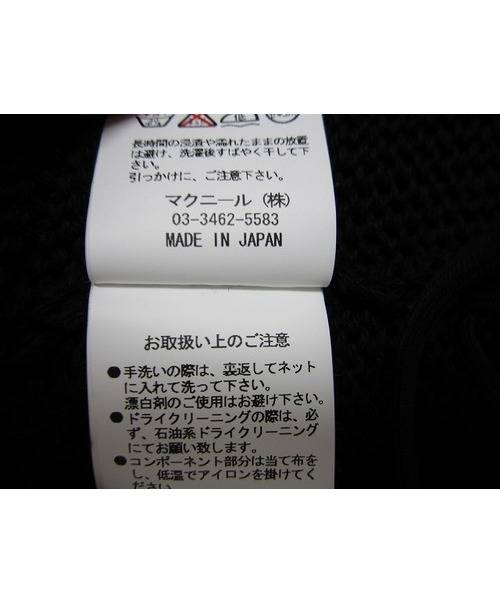 長時間の浸漬や濡れたままの放置
は避け、洗濯後すばやく干して下
さい。
引っかけに、ご注意下さい。
マクニール（株）
03-3462-5583
MADE IN JAPAN
お取扱い上のご注意
●手洗いの際は、裏返してネット
に入れて洗って下さい。
漂白剤のご使用はお避け下さい。
●ドライクリーニングの際は、必
ず、石油系ドライクリーニング
にてお願い致します。
●コンポーネント部分は当て布を
し、低温でアイロンを掛けてく
ださい